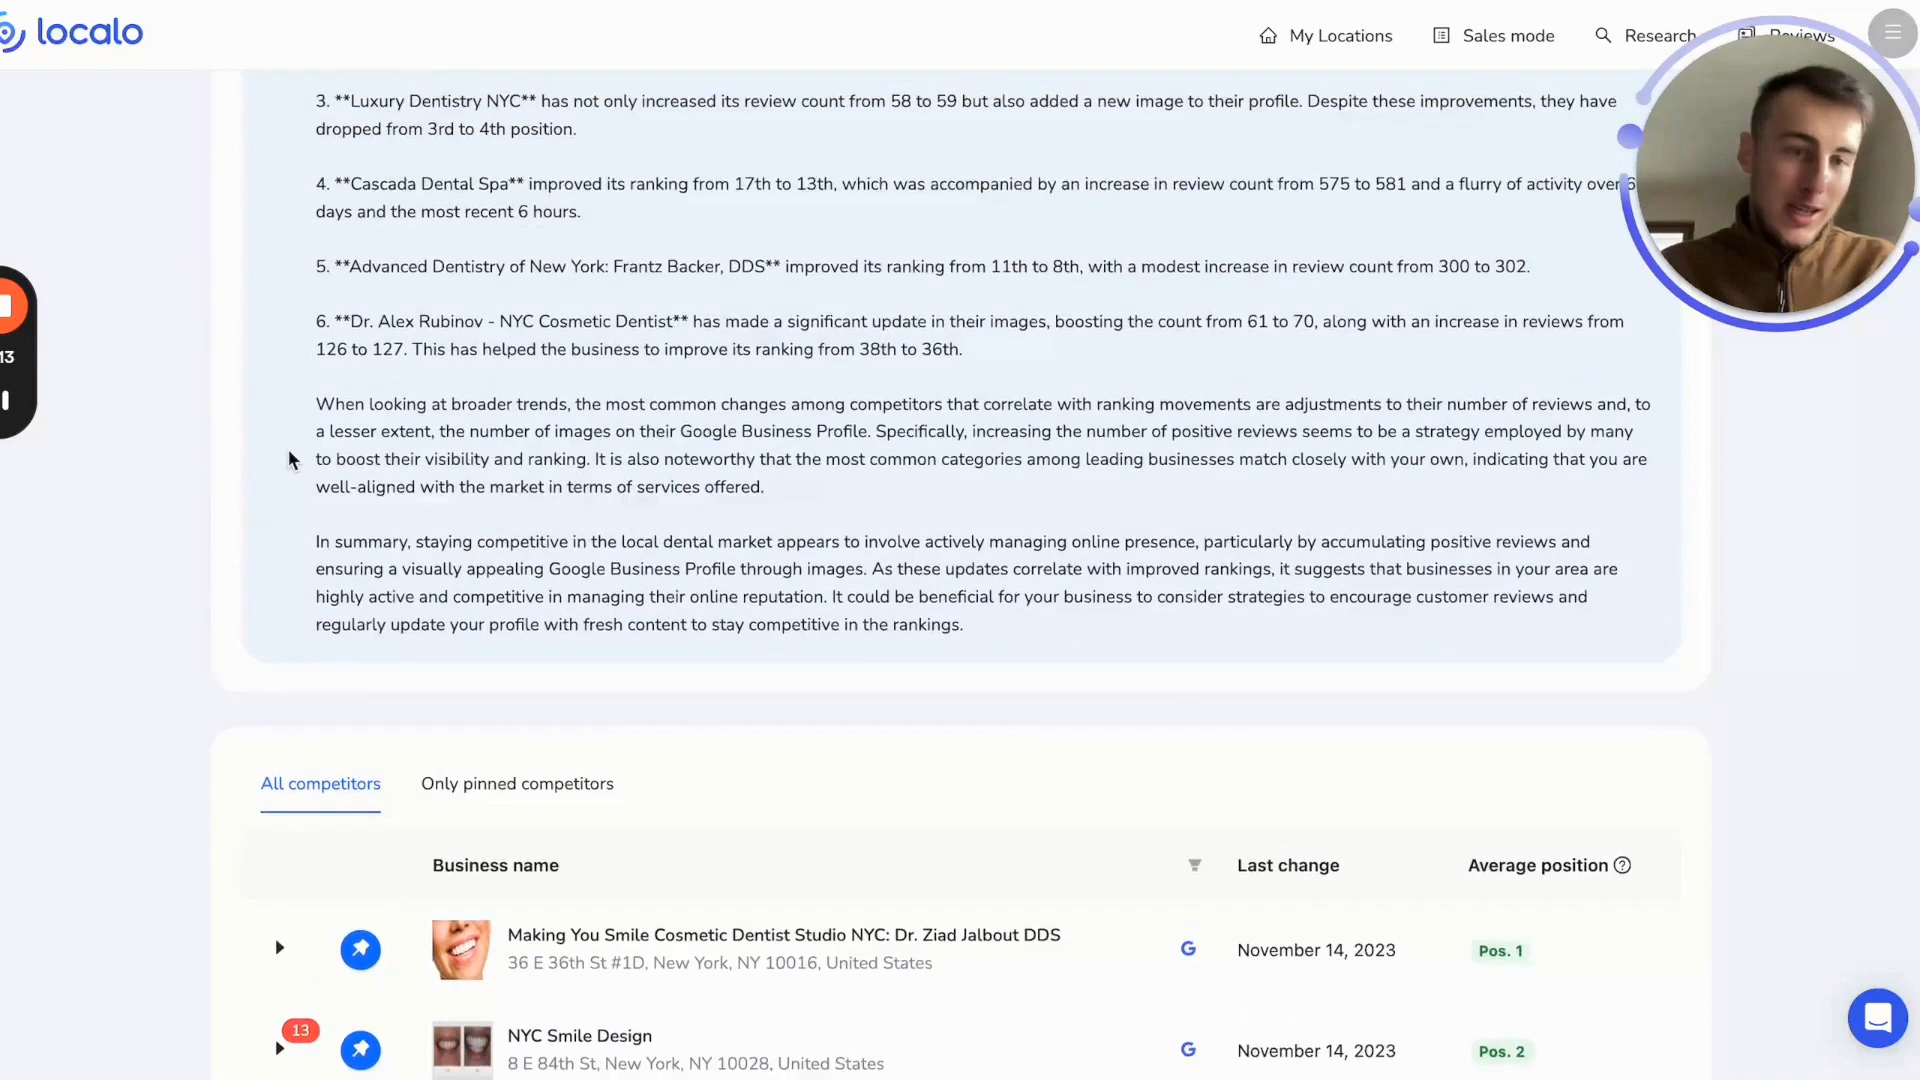 localo
My Locations
Sales mode
Research
Reviews
3. **Luxury Dentistry NYC** has not only increased its review count from 58 to 59 but also added a new image to their profile. Despite these improvements, they have
dropped from 3rd to 4th position.
4. **Cascada Dental Spa** improved its ranking from 17th to 13th, which was accompanied by an increase in review count from 575 to 581 and a flurry of activity over 6
days and the most recent 6 hours.
5. **Advanced Dentistry of New York: Frantz Backer, DDS** improved its ranking from 11th to 8th, with a modest increase in review count from 300 to 302.
6. **Dr. Alex Rubinov - NYC Cosmetic Dentist** has made a significant update in their images, boosting the count from 61 to 70, along with an increase in reviews from
126 to 127. This has helped the business to improve its ranking from 38th to 36th.
When looking at broader trends, the most common changes among competitors that correlate with ranking movements are adjustments to their number of reviews and, to
a lesser extent, the number of images on their Google Business Profile. Specifically, increasing the number of positive reviews seems to be a strategy employed by many
to boost their visibility and ranking. It is also noteworthy that the most common categories among leading businesses match closely with your own, indicating that you are
well-aligned with the market in terms of services offered.
In summary, staying competitive in the local dental market appears to involve actively managing online presence, particularly by accumulating positive reviews and
ensuring a visually appealing Google Business Profile through images. As these updates correlate with improved rankings, it suggests that businesses in your area are
highly active and competitive in managing their online reputation. It could be beneficial for your business to consider strategies to encourage customer reviews and
regularly update your profile with fresh content to stay competitive in the rankings.
13
All competitors
Only pinned competitors
Business name
Last change
Average position
Making You Smile Cosmetic Dentist Studio NYC: Dr. Ziad Jalbout DDS
36 E 36th St #1D, New York, NY 10016, United States
G
November 14, 2023
Pos. 1
13
NYC Smile Design
8 E 84th St, New York, NY 10028, United States
G
November 14, 2023
Pos. 2